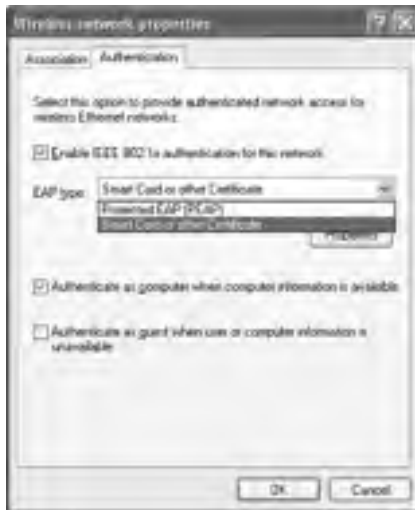 Wireless network properties
Association
Authentication
Select this option to provide authenticated network access for
wireless Ethernet networks.
Enable IEEE 802.1x authentication for this network
EAP type:
Smart Card or other Certificate
Protected EAP (PEAP)
Smart Card or other Certificate
Properties
Authenticate as computer when computer information is available
Authenticate as guest when user or computer information is
unavailable
OK
Cancel